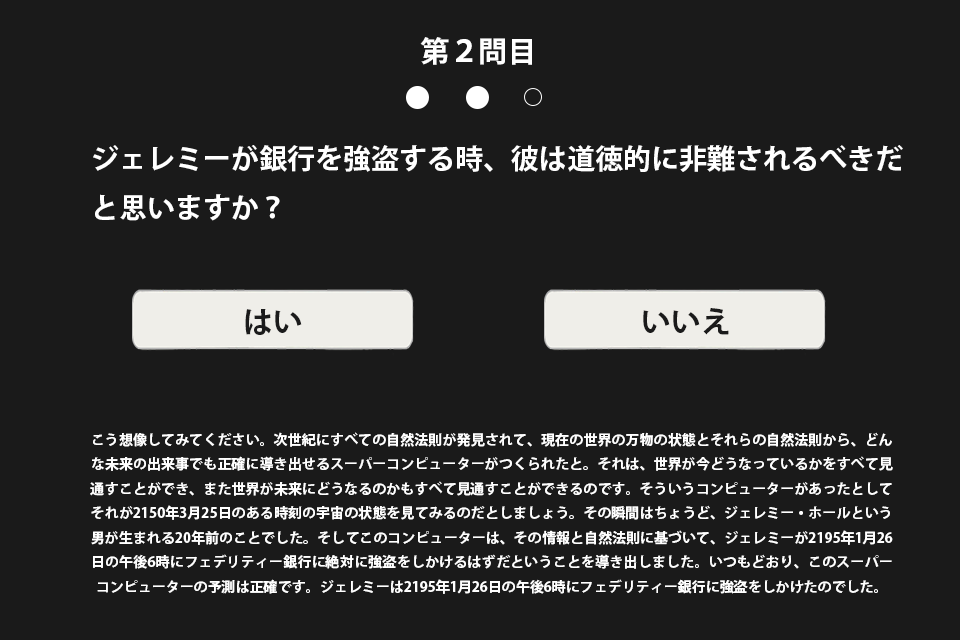 第２問目
ジェレミーが銀行を強盗する時、彼は道徳的に非難されるべきだ
と思いますか？
はい
いいえ
こう想像してみてください。次世紀にすべての自然法則が発見されて、現在の世界の万物の状態とそれらの自然法則から、どん
な未来の出来事でも正確に導き出せるスーパーコンピューターがつくられたと。それは、世界が今どうなっているかをすべて見
通すことができ、また世界が未来にどうなるのかもすべて見通すことができるのです。そういうコンピューターがあったとして
それが2150年3月25日のある時刻の宇宙の状態を見てみるのだとしましょう。その瞬間はちょうど、ジェレミー・ホールという
男が生まれる20年前のことでした。そしてこのコンピューターは、その情報と自然法則に基づいて、ジェレミーが2195年1月26
日の午後6時にフェデリティー銀行に絶対に強盗をしかけるはずだということを導き出しました。いつもどおり、このスーパー
コンピューターの予測は正確です。ジェレミーは2195年1月26日の午後6時にフェデリティー銀行に強盗をしかけたのでした。